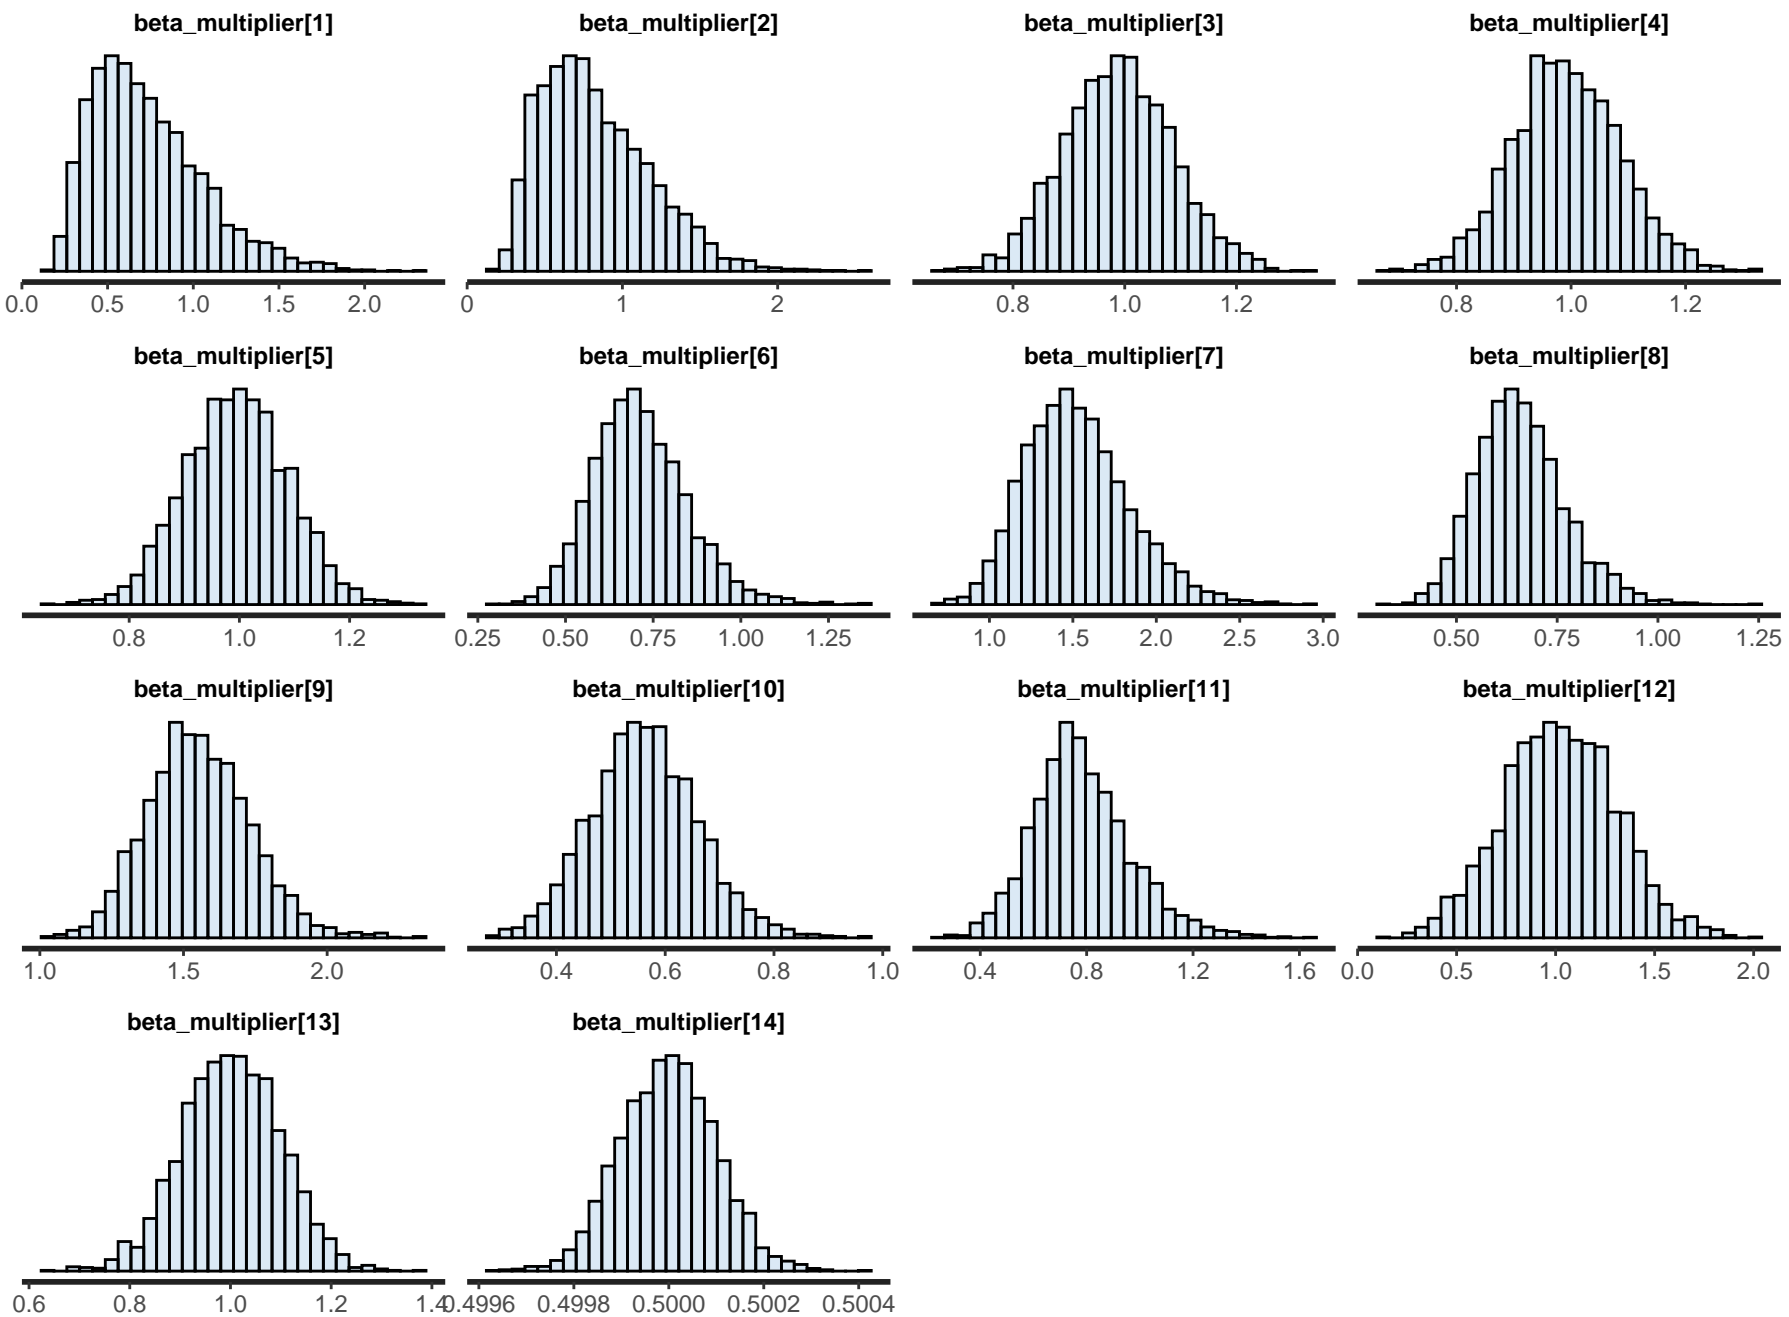 beta_multiplier[1] beta_multiplier[2] beta_multiplier[3] beta_multiplier[4]
0.0 0.5 1.0 1.5 2.0 0 1 2 0.8 1.0 1.2 0.8 1.0 1.2
beta_multiplier[5] beta_multiplier[6] beta_multiplier[7] beta_multiplier[8]
0.8 1.0 1.2 0.25 0.50 0.75 1.00 1.25 1.0 1.5 2.0 2.5 3.0 0.50 0.75 1.00 1.25
beta_multiplier[9] beta_multiplier[10] beta_multiplier[11] beta_multiplier[12]
1.0 1.5 2.0 0.4 0.6 0.8 1.0 0.4 0.8 1.2 1.6 0.0 0.5 1.0 1.5 2.0
beta_multiplier[13] beta_multiplier[14]
0.6 0.8 1.0 1.2 1.4 0.4996 0.4998 0.5000 0.5002 0.5004